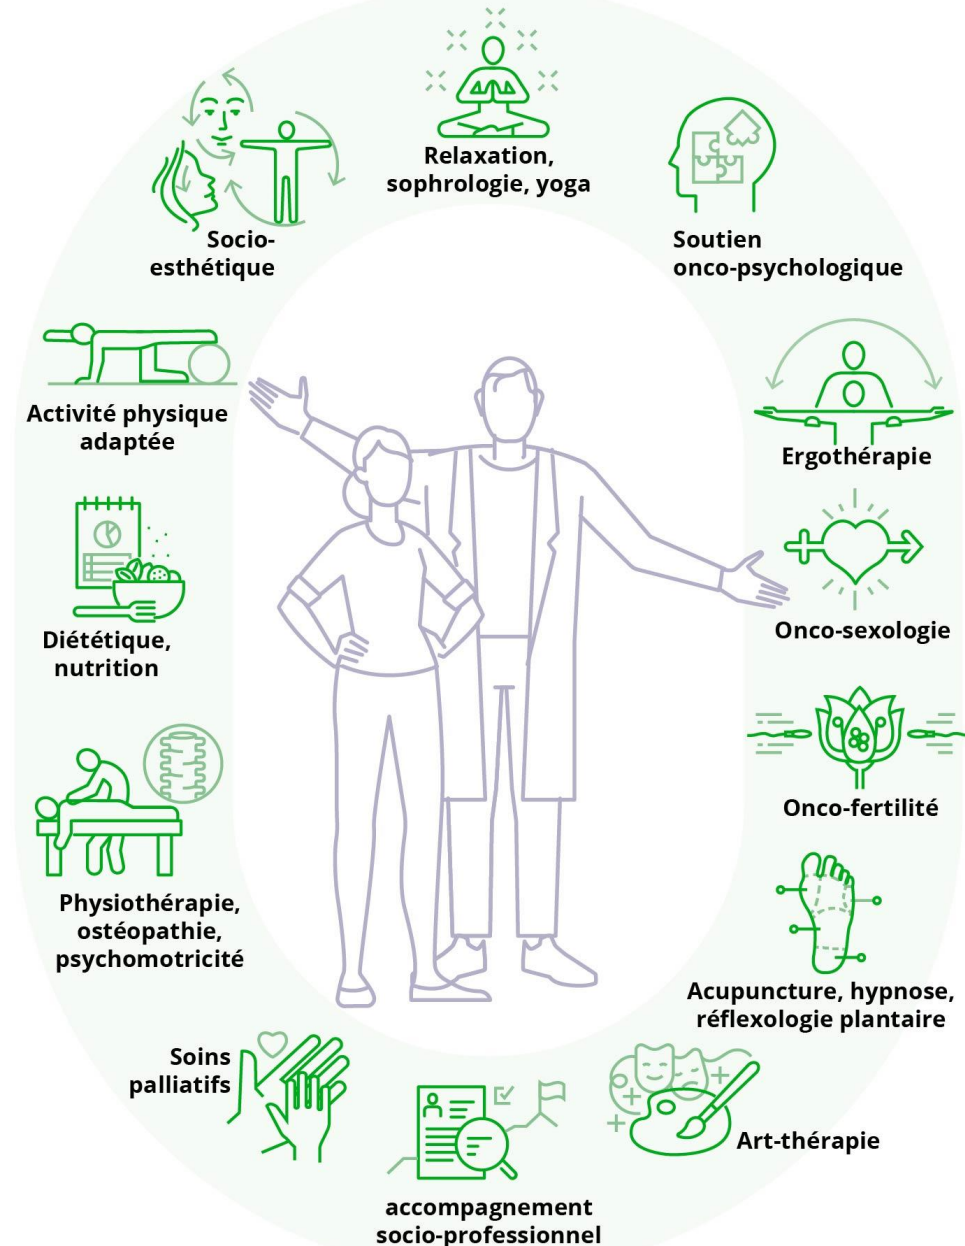 Relaxation,
sophrologie, yoga
Soutien
onco-psychologique
Ergothérapie
Onco-sexologie
Onco-fertilité
Acupuncture, hypnose,
réflexologie plantaire
Art-thérapie
accompagnement
socio-professionnel
Soins
palliatifs
Physiothérapie,
ostéopathie,
psychomotricité
Diététique,
nutrition
Activité physique
adaptée
Socio-
esthétique